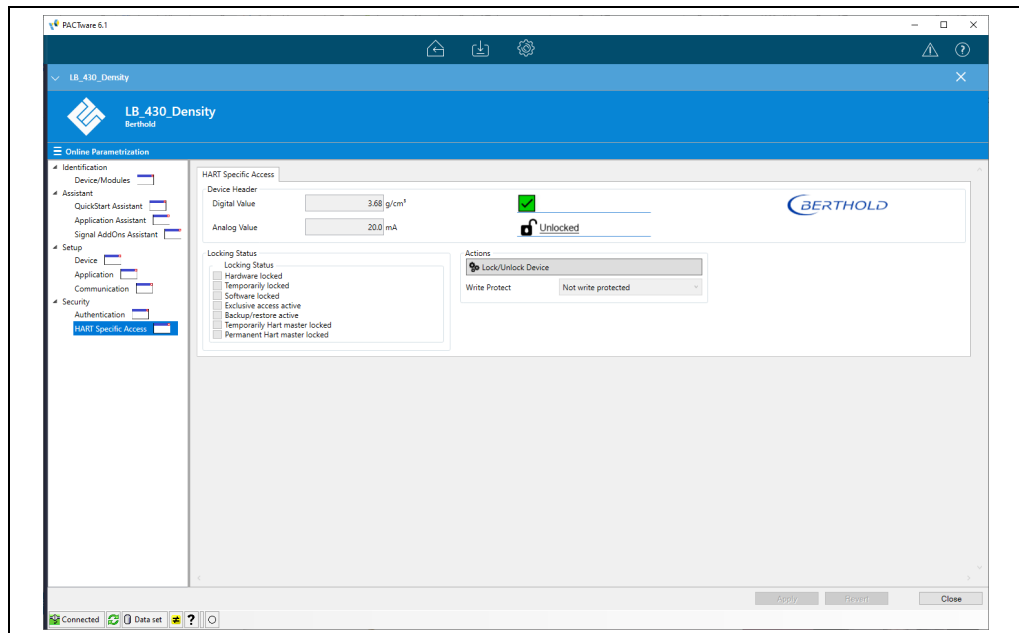 PACTware 6.1
LB_430_Density
LB_430_Density
Berthold
Online Parametrization
Identification
Device/Modules
Assistant
QuickStart Assistant
Application Assistant
Signal AddOns Assistant
Setup
Device
Application
Communication
Security
Authentication
HART Specific Access
HART Specific Access
Device Header
Digital Value 3.68 g/cm³
Analog Value 20.0 mA
Unlocked
BERTHOLD
Locking Status
Locking Status
Hardware locked
Temporarily locked
Software locked
Exclusive access active
Backup/restore active
Temporarily Hart master locked
Permanent Hart master locked
Actions
Lock/Unlock Device
Write Protect Not write protected
Apply Revert Close
Connected Data set